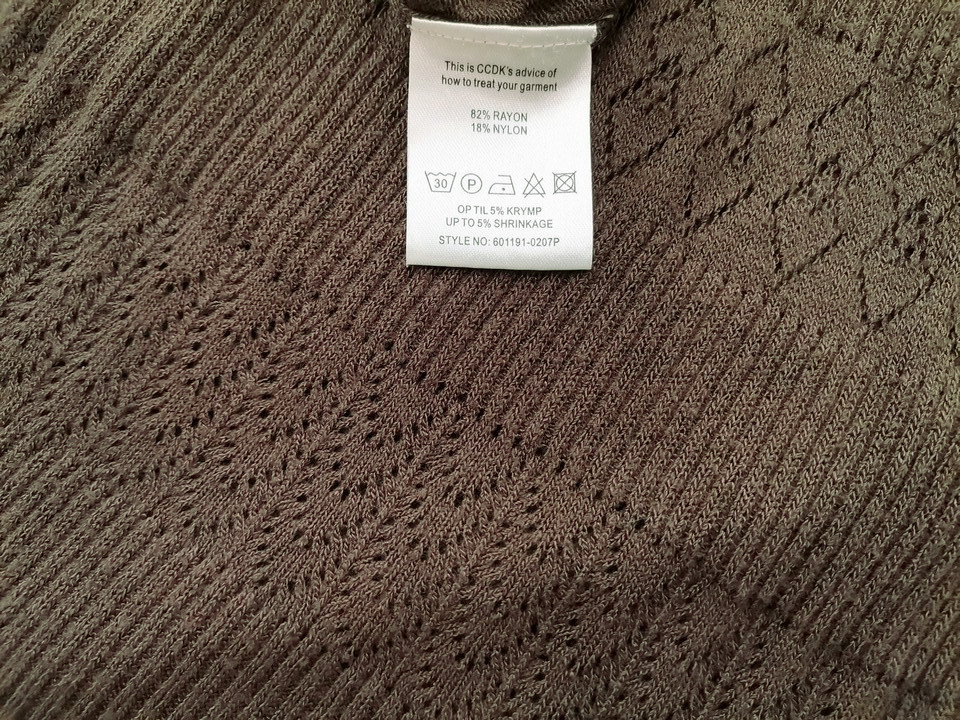 This is CCDK's advice of
how to treat your garment
82% RAYON
18% NYLON
30 P
OP TIL 5% KRYMP
UP TO 5% SHRINKAGE
STYLE NO: 601191-0207P